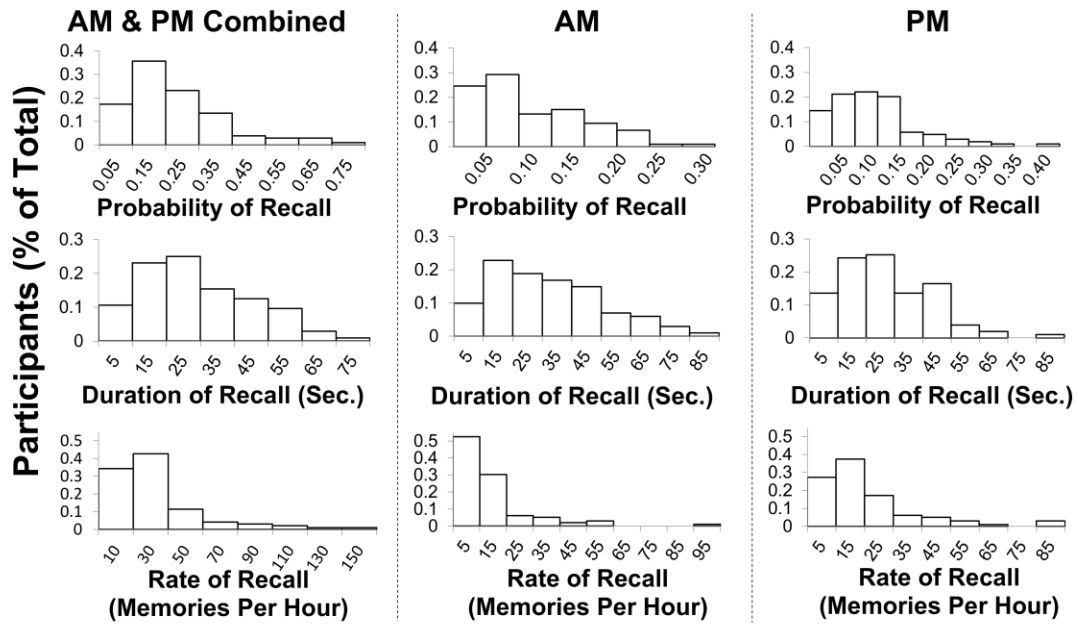 AM & PM Combined
AM
PM
Participants (% of Total)
0.4
0.3
0.2
0.1
0
0.05 0.15 0.25 0.35 0.45 0.55 0.65 0.75
Probability of Recall
0.4
0.3
0.2
0.1
0
0.05 0.10 0.15 0.20 0.25 0.30
Probability of Recall
0.4
0.3
0.2
0.1
0
0.05 0.10 0.15 0.20 0.25 0.30 0.35 0.40
Probability of Recall
0.3
0.2
0.1
0
5 15 25 35 45 55 65 75
Duration of Recall (Sec.)
0.3
0.2
0.1
0
5 15 25 35 45 55 65 75 85
Duration of Recall (Sec.)
0.3
0.2
0.1
0
5 15 25 35 45 55 65 75 85
Duration of Recall (Sec.)
0.5
0.4
0.3
0.2
0.1
0
10 30 50 70 90 110 130 150
Rate of Recall
(Memories Per Hour)
0.5
0.4
0.3
0.2
0.1
0
5 15 25 35 45 55 65 75 85 95
Rate of Recall
(Memories Per Hour)
0.5
0.4
0.3
0.2
0.1
0
5 15 25 35 45 55 65 75 85
Rate of Recall
(Memories Per Hour)